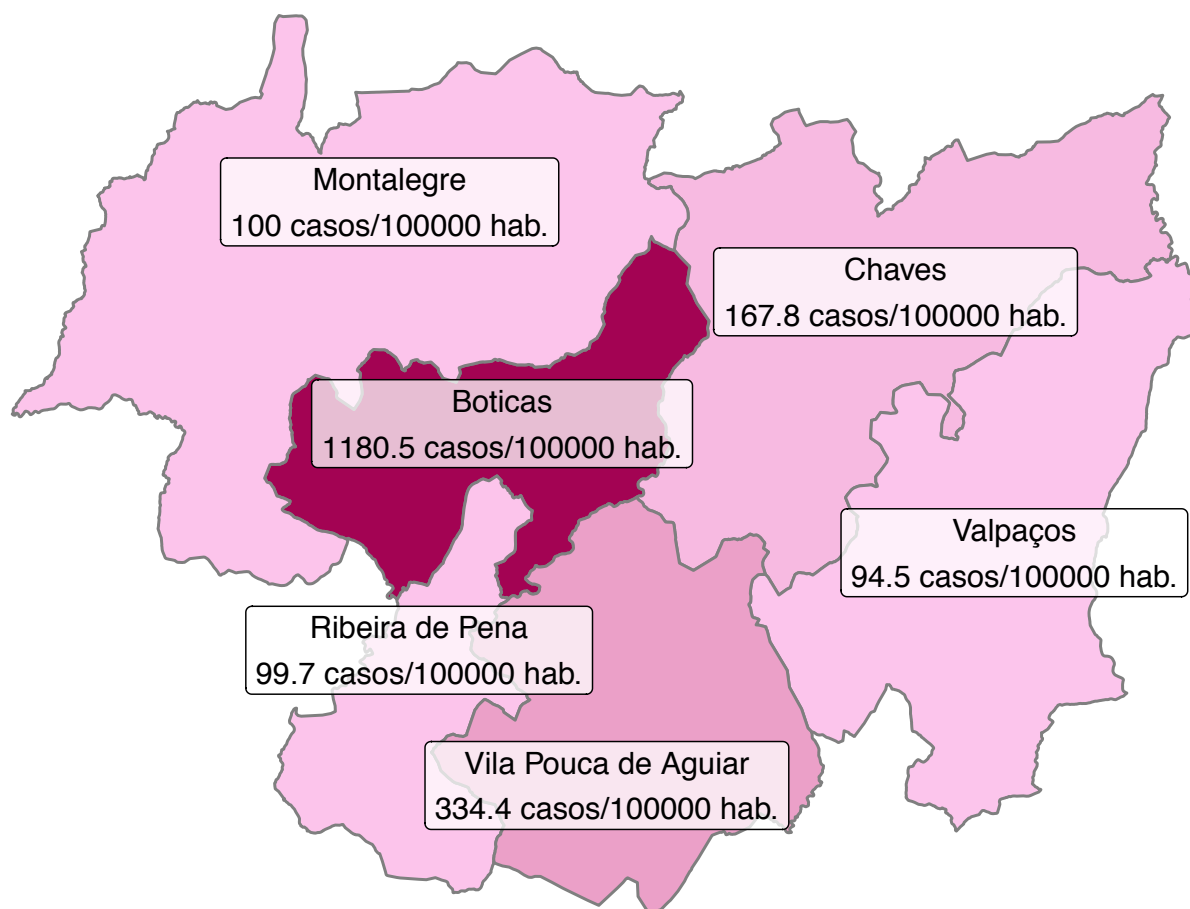 Montalegre
100 casos/100000 hab.
Chaves
167.8 casos/100000 hab.
Boticas
1180.5 casos/100000 hab.
Valpaços
94.5 casos/100000 hab.
Ribeira de Pena
99.7 casos/100000 hab.
Vila Pouca de Aguiar
334.4 casos/100000 hab.